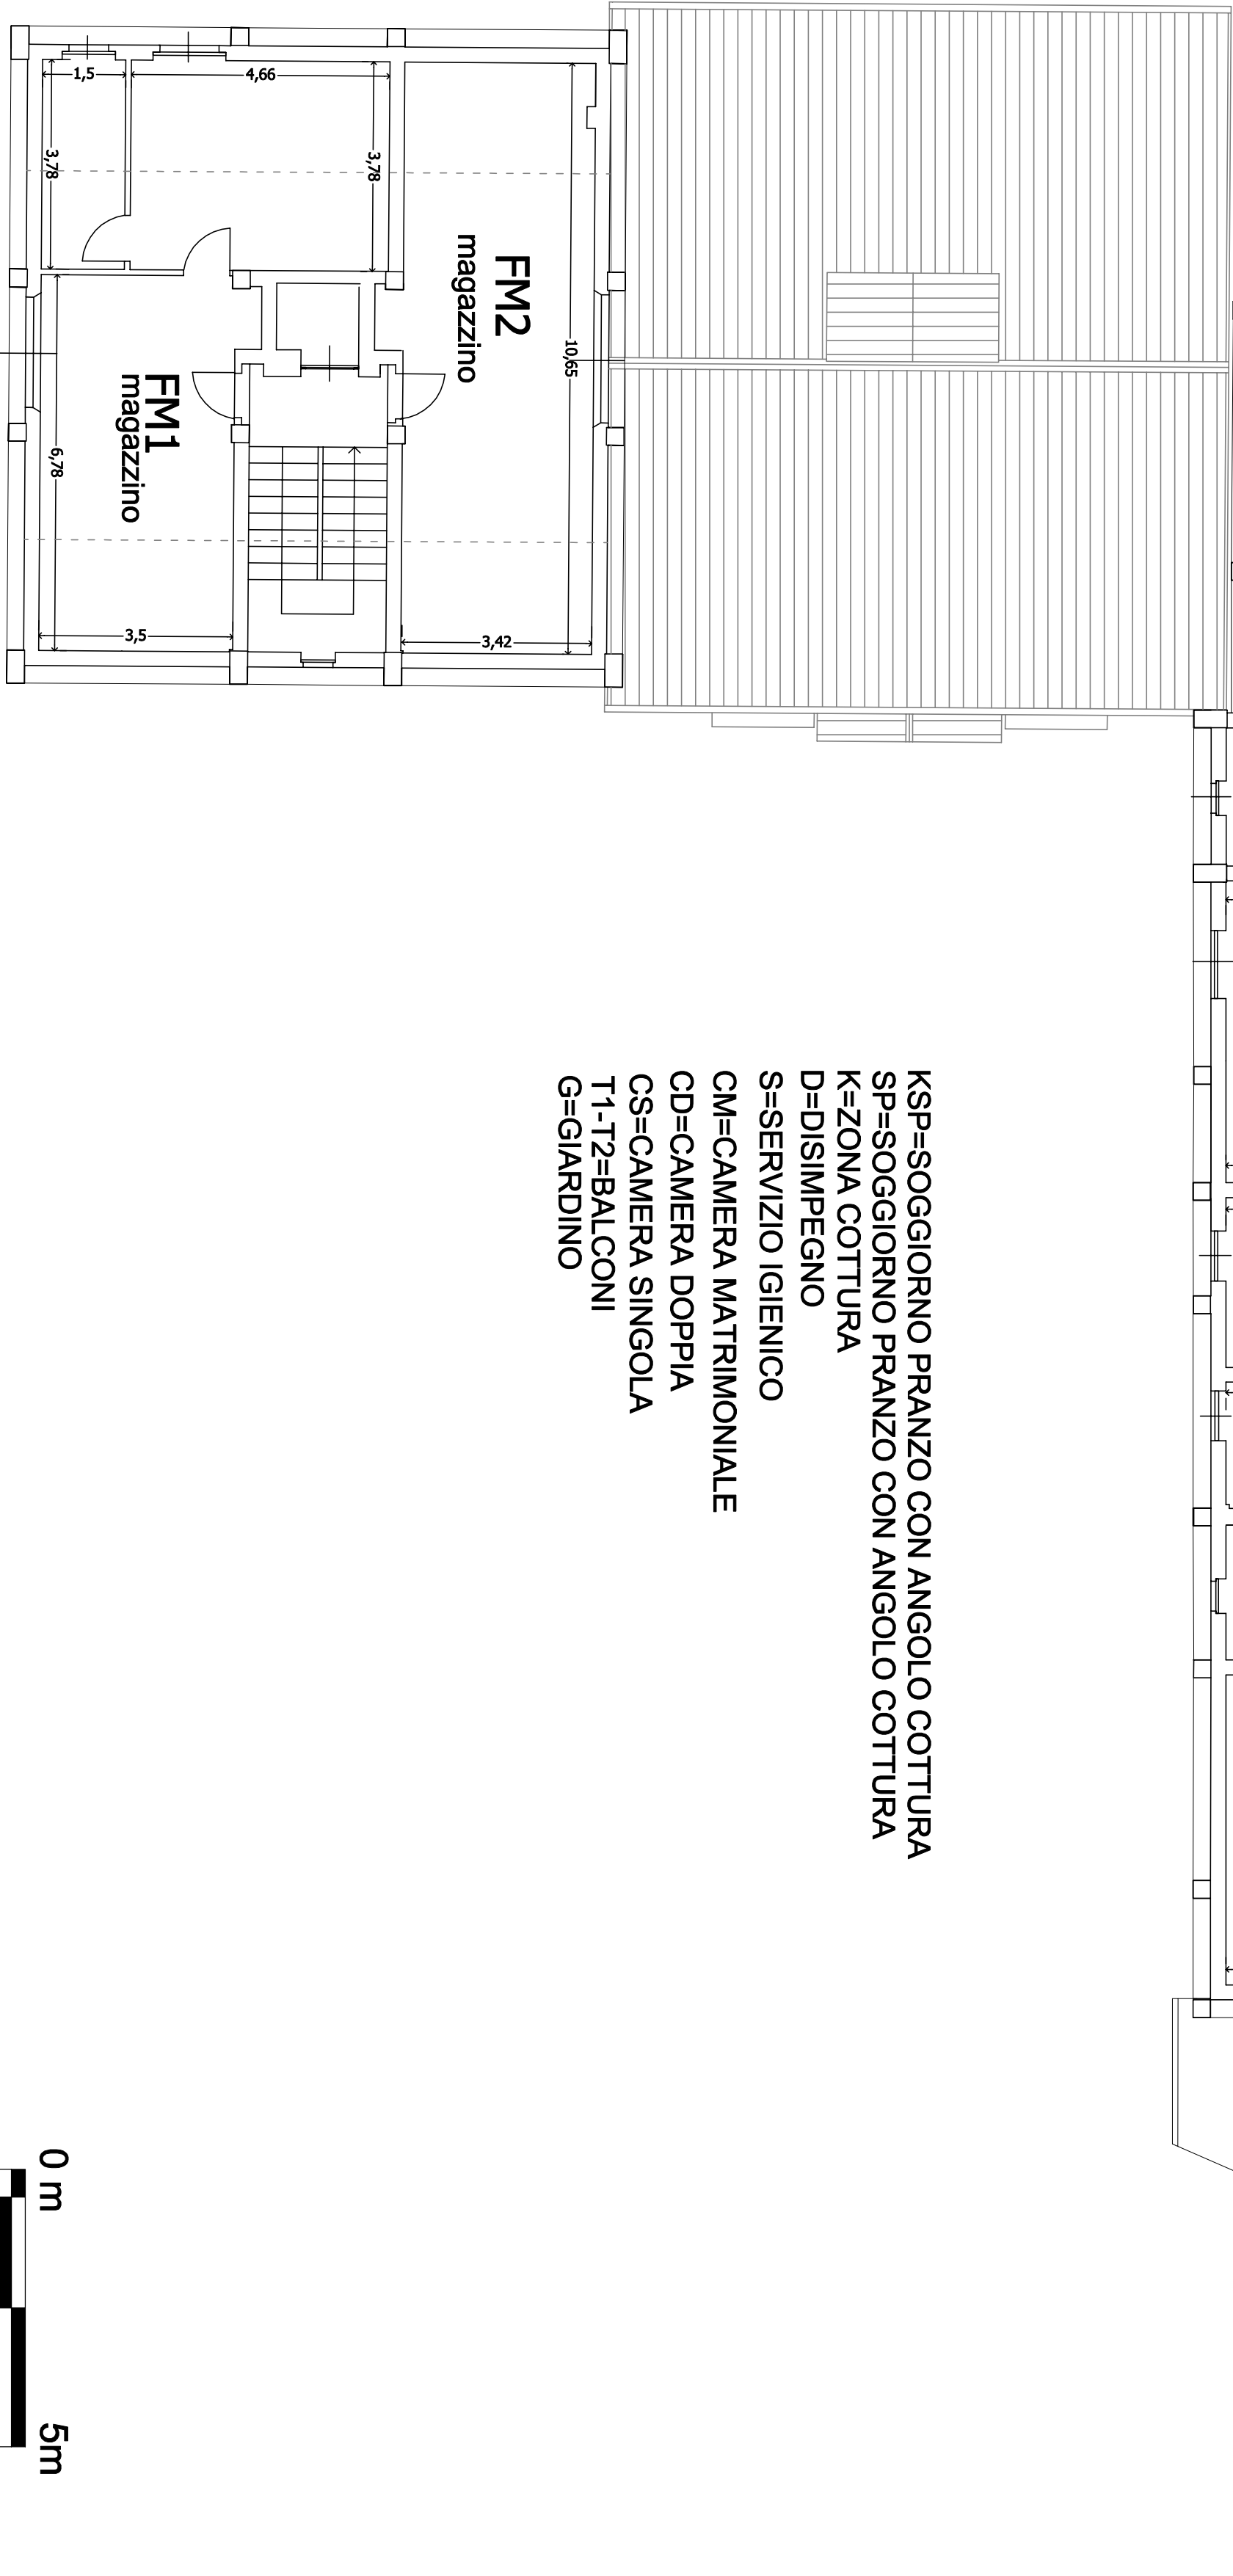 1,5
4,66
3,78
3,78
10,65
FM2
magazzino
FM1
magazzino
6,78
3,5
3,42
KSP=SOGGIORNO PRANZO CON ANGOLO COTTURA
SP=SOGGIORNO PRANZO CON ANGOLO COTTURA
K=ZONA COTTURA
D=DISIMPEGNO
S=SERVIZIO IGIENICO
CM=CAMERA MATRIMONIALE
CD=CAMERA DOPPIA
CS=CAMERA SINGOLA
T1-T2=BALCONI
G=GIARDINO
0 m
5m